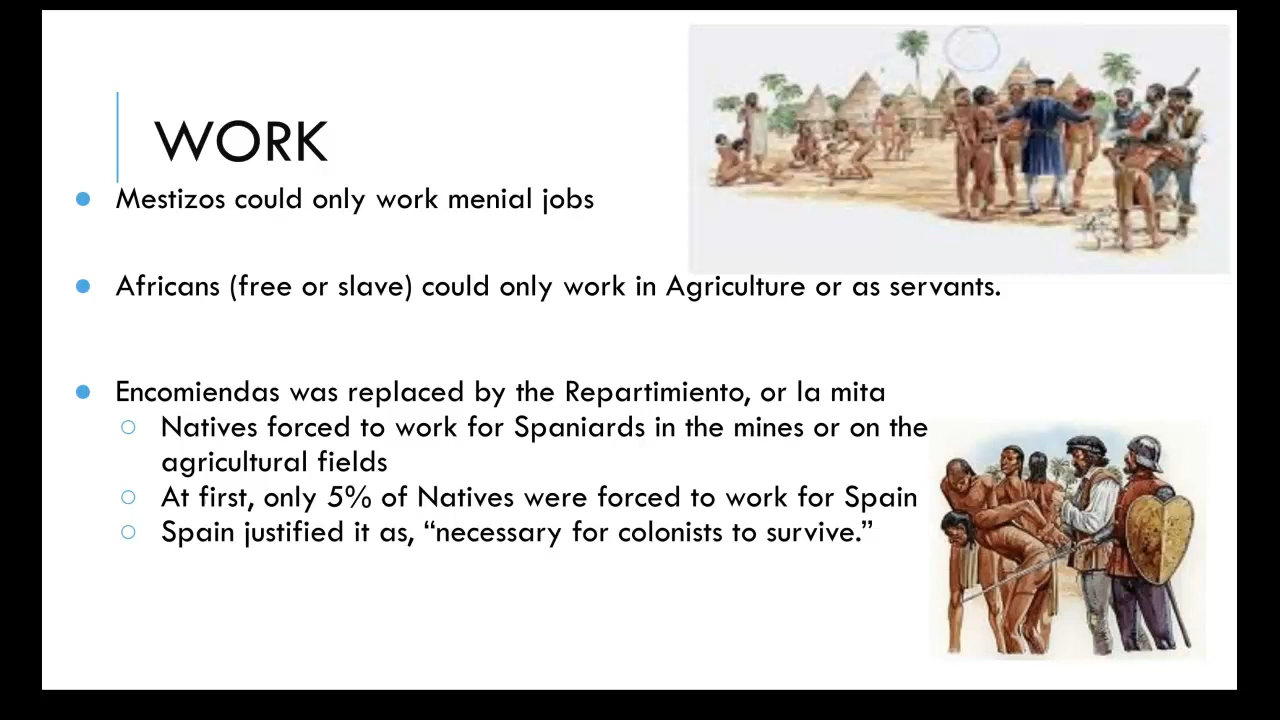 WORK
Mestizos could only work menial jobs
Africans (free or slave) could only work in Agriculture or as servants.
Encomiendas was replaced by the Repartimiento, or la mita
Natives forced to work for Spaniards in the mines or on the
agricultural fields
At first, only 5% of Natives were forced to work for Spain
Spain justified it as, “necessary for colonists to survive.”